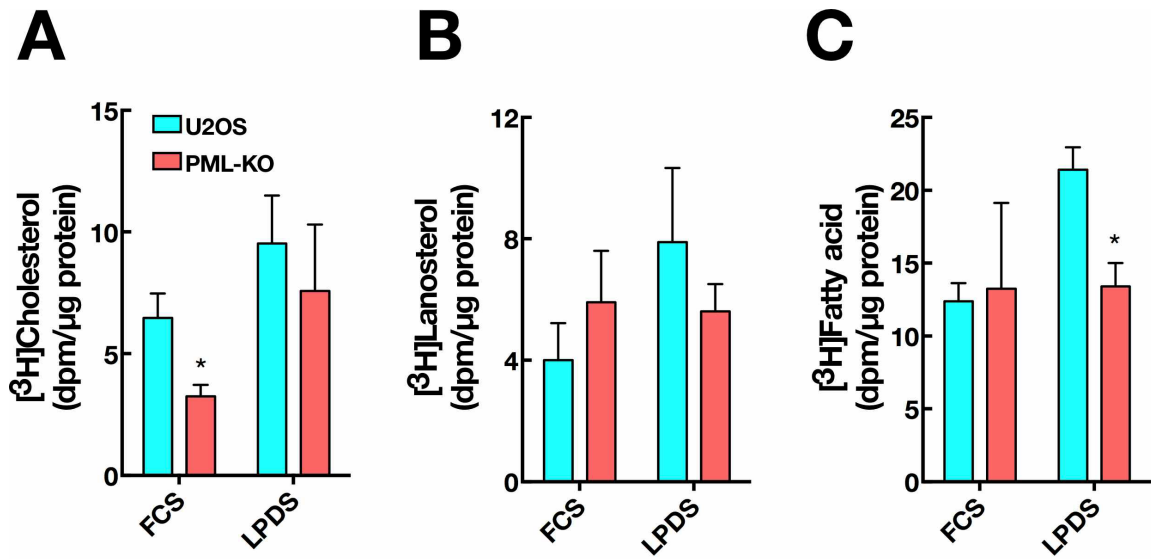 A
[³H]Cholesterol
(dpm/µg protein)
15
10
5
0
U2OS
PML-KO
*
FCS
LPDS
B
[³H]Lanosterol
(dpm/µg protein)
12
8
4
0
FCS
LPDS
C
[³H]Fatty acid
(dpm/µg protein)
25
20
15
10
5
0
*
FCS
LPDS